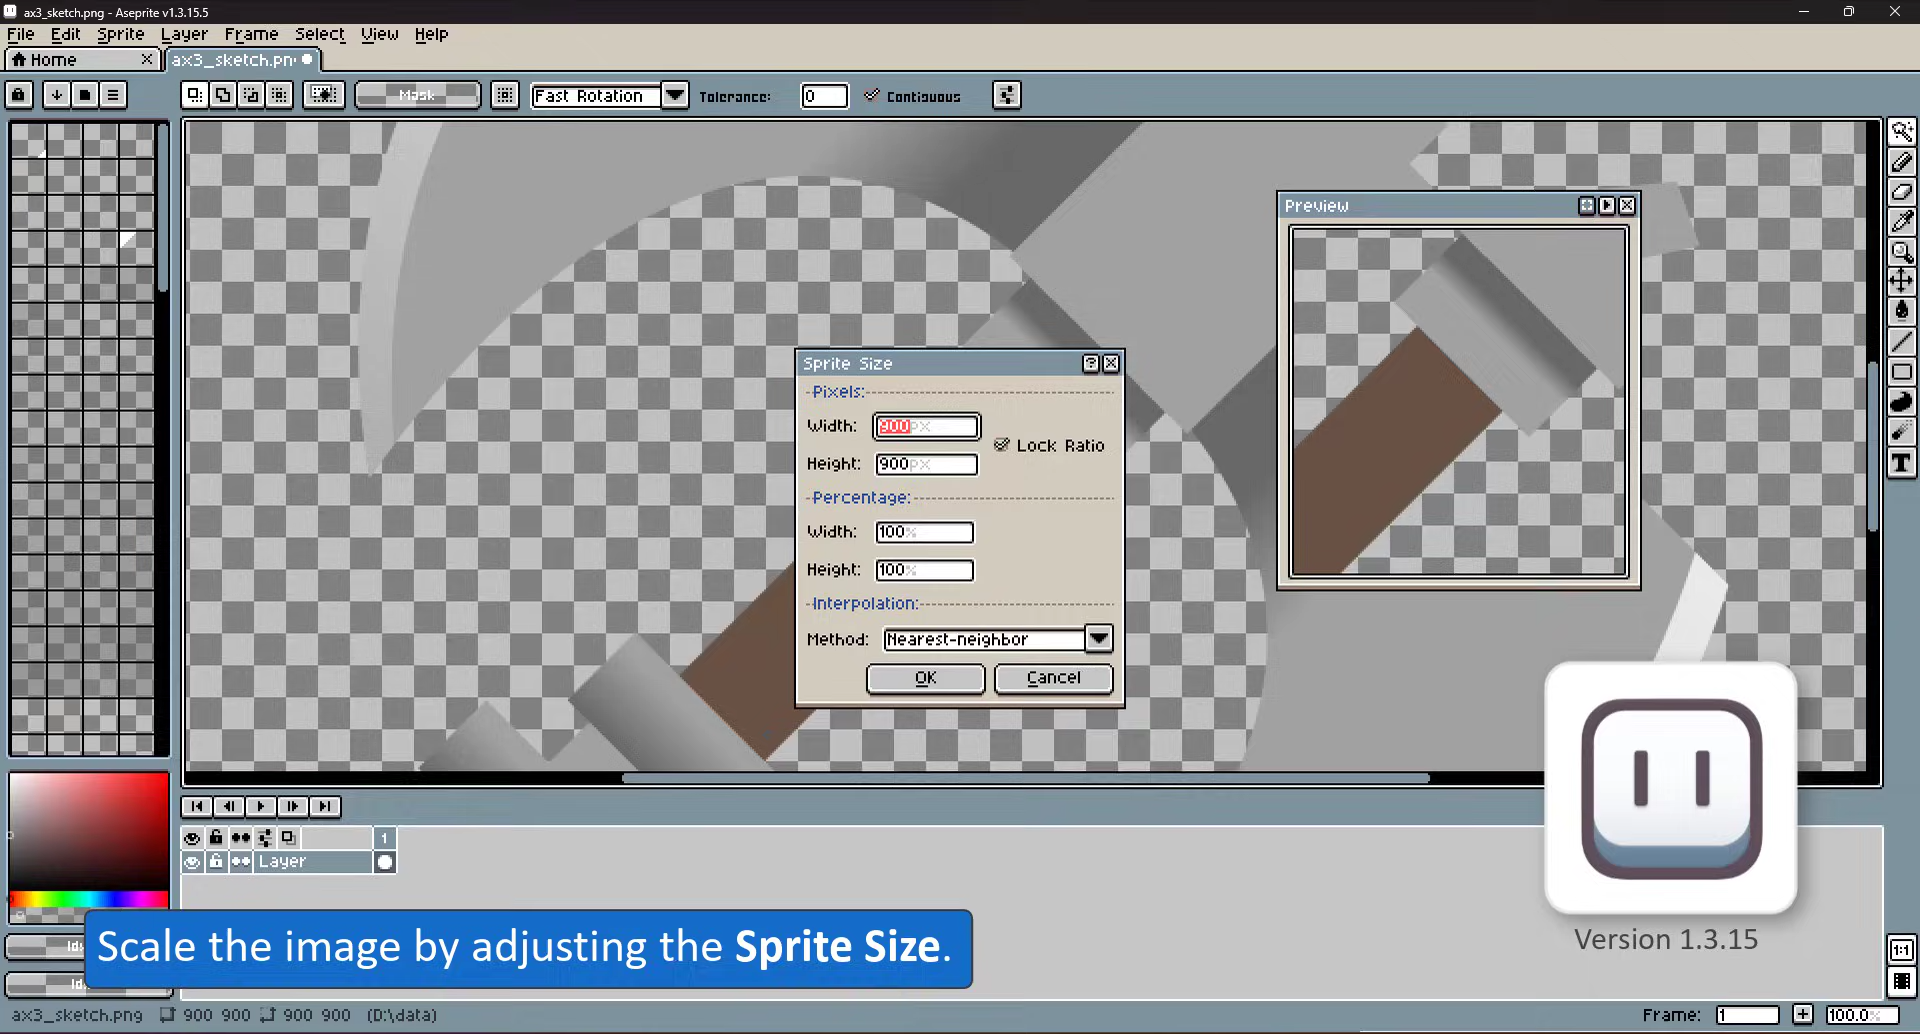 ax3_sketch.png - Aseprite v1.3.15.5
File Edit Sprite Layer Frame Select View Help
Home
ax3_sketch.pn
Mask
Fast Rotation
Tolerance: 0
Contiguous
Preview
Sprite Size
Pixels:
Width: 900px
Lock Ratio
Height: 900px
Percentage:
Width: 100%
Height: 100%
Interpolation:
Method: Nearest-neighbor
OK Cancel
1
Layer
Scale the image by adjusting the Sprite Size.
Version 1.3.15
1:1
ax3_sketch.png 900 900 900 900 (D:\data)
Frame: 1 + 100.0%